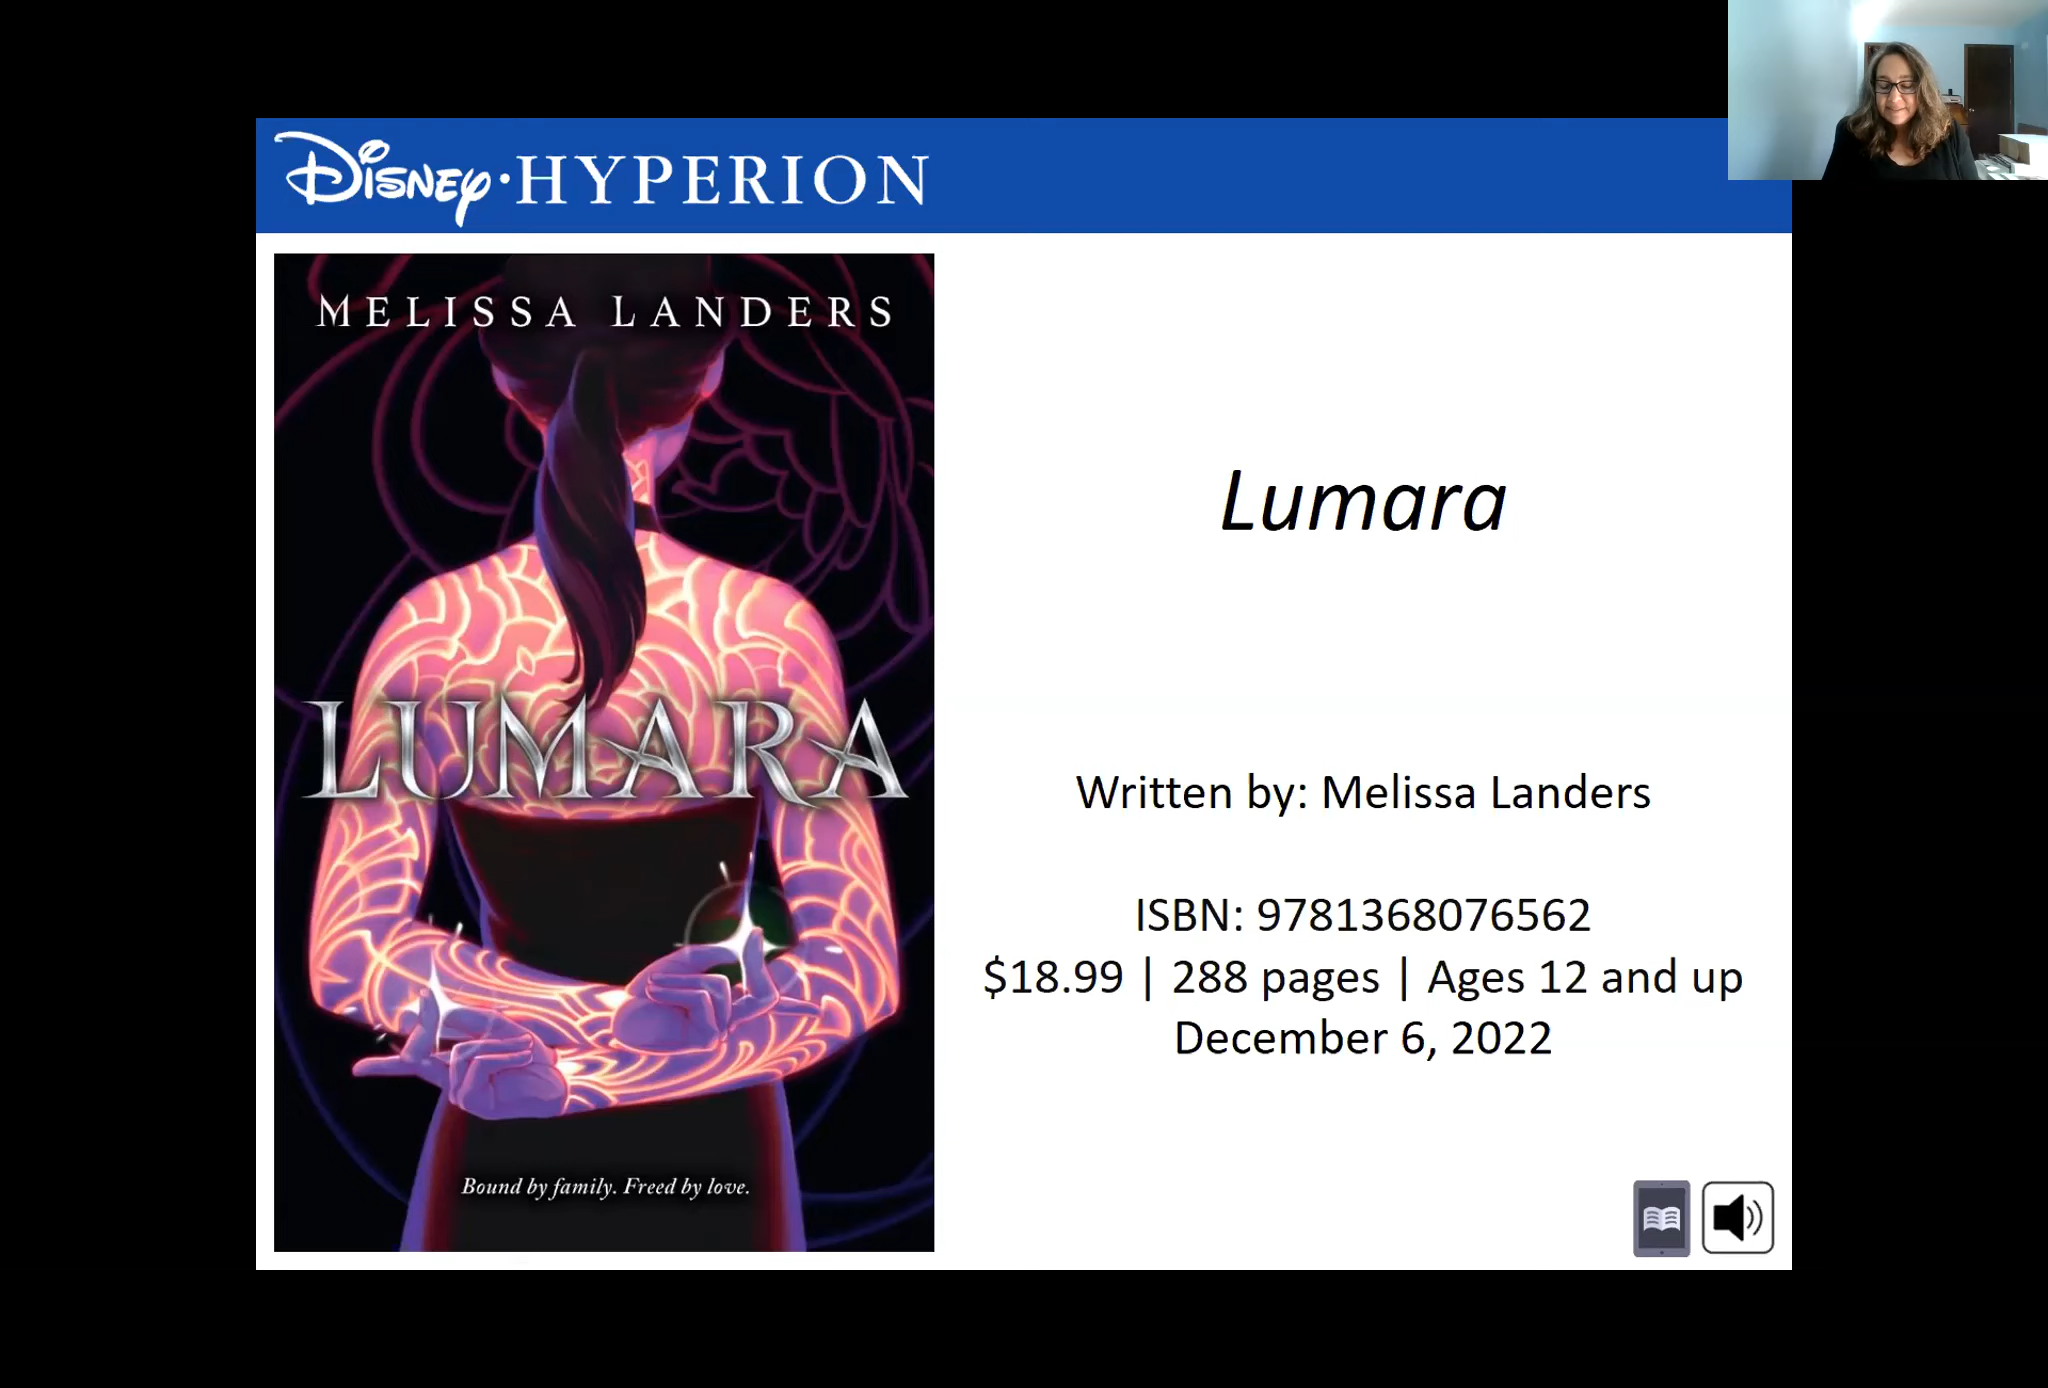 Disney · HYPERION
MELISSA LANDERS
LUMARA
Bound by family. Freed by love.
Lumara
Written by: Melissa Landers
ISBN: 9781368076562
$18.99 | 288 pages | Ages 12 and up
December 6, 2022